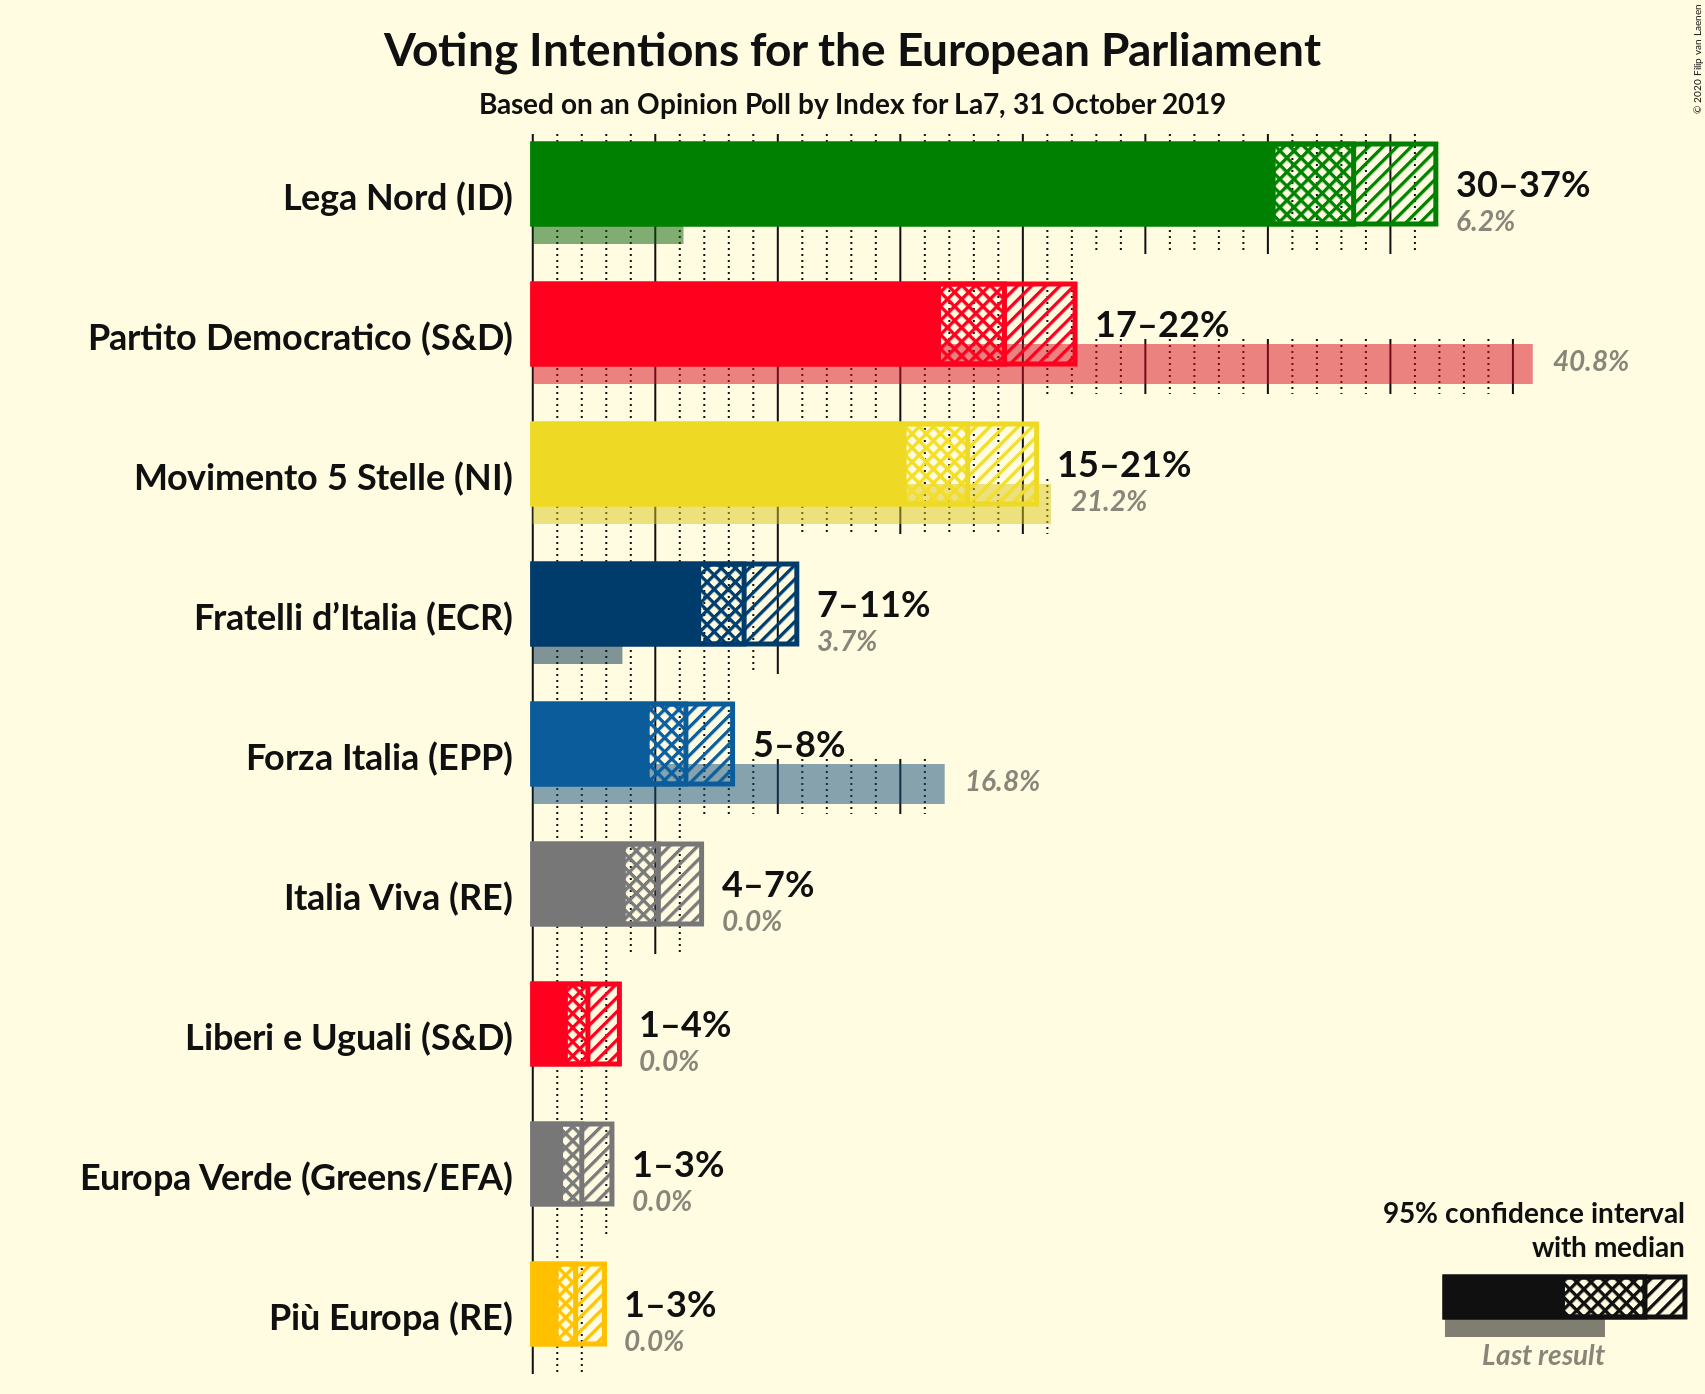 Voting Intentions for the European Parliament
Based on an Opinion Poll by Index for La7, 31 October 2019
© 2020 Filip van Laenen
Lega Nord (ID)
30–37%
6.2%
Partito Democratico (S&D)
17–22%
40.8%
Movimento 5 Stelle (NI)
15–21%
21.2%
Fratelli d’Italia (ECR)
7–11%
3.7%
Forza Italia (EPP)
5–8%
16.8%
Italia Viva (RE)
4–7%
0.0%
Liberi e Uguali (S&D)
1–4%
0.0%
Europa Verde (Greens/EFA)
1–3%
0.0%
Più Europa (RE)
1–3%
0.0%
95% confidence interval
with median
Last result